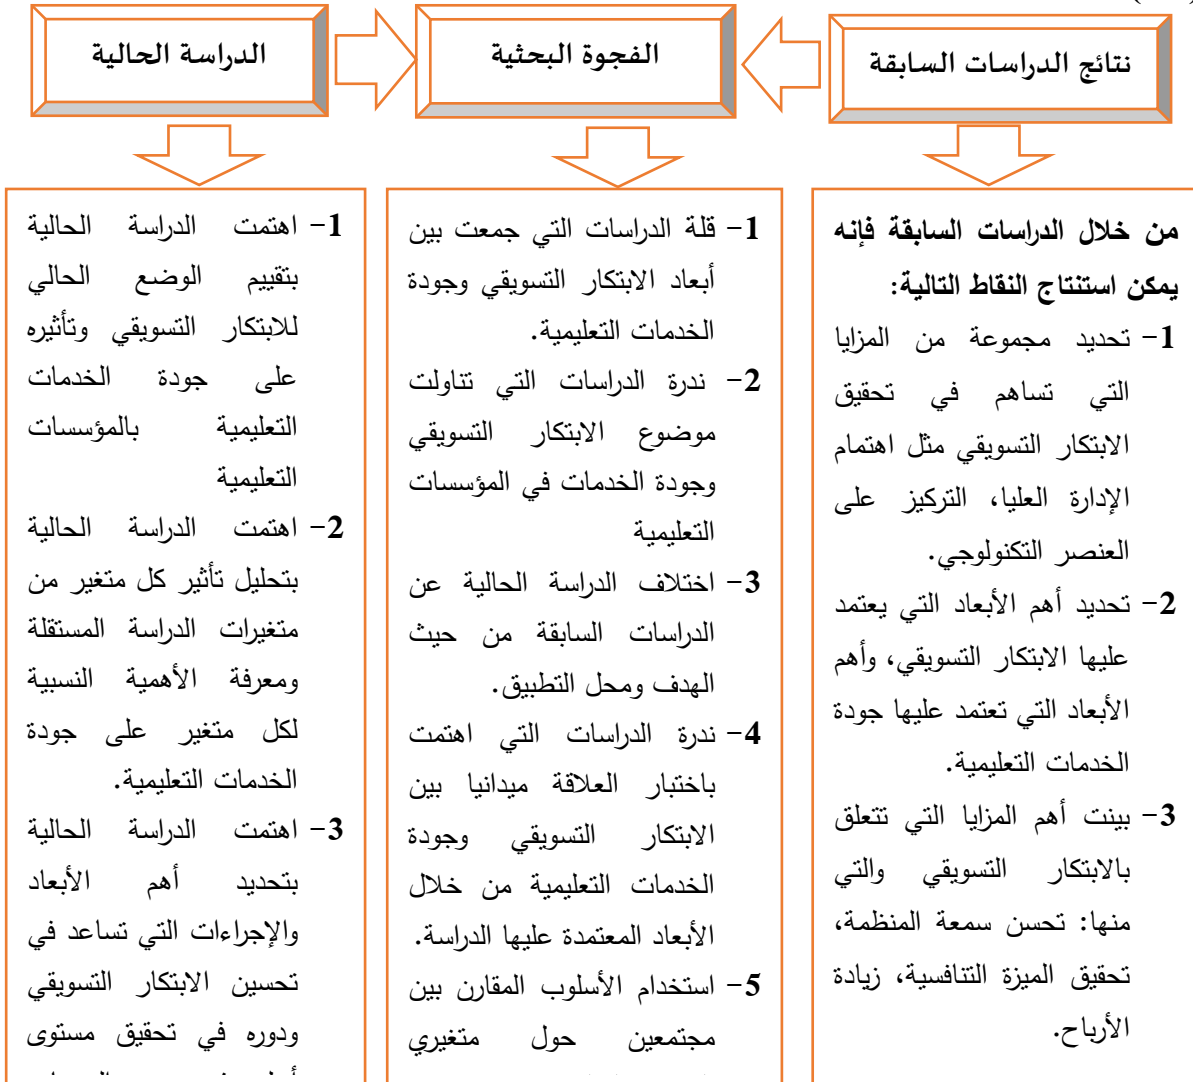 نتائج الدراسات السابقة
الفجوة البحثية
الدراسة الحالية
من خلال الدراسات السابقة فإنه
يمكن استنتاج النقاط التالية:
1- تحديد مجموعة من المزايا
التي تساهم في تحقيق
الابتكار التسويقي مثل اهتمام
الإدارة العليا، التركيز على
العنصر التكنولوجي.
2- تحديد أهم الأبعاد التي يعتمد
عليها الابتكار التسويقي، وأهم
الأبعاد التي تعتمد عليها جودة
الخدمات التعليمية.
3- بينت أهم المزايا التي تتعلق
بالابتكار التسويقي والتي
منها: تحسن سمعة المنظمة،
تحقيق الميزة التنافسية، زيادة
الأرباح.
1- قلة الدراسات التي جمعت بين
أبعاد الابتكار التسويقي وجودة
الخدمات التعليمية.
2- ندرة الدراسات التي تناولت
موضوع الابتكار التسويقي
وجودة الخدمات في المؤسسات
التعليمية
3- اختلاف الدراسة الحالية عن
الدراسات السابقة من حيث
الهدف ومحل التطبيق.
4- ندرة الدراسات التي اهتمت
باختبار العلاقة ميدانيا بين
الابتكار التسويقي وجودة
الخدمات التعليمية من خلال
الأبعاد المعتمدة عليها الدراسة.
5- استخدام الأسلوب المقارن بين
مجتمعين حول متغيري
1- اهتمت الدراسة الحالية
بتقييم الوضع الحالي
للابتكار التسويقي وتأثيره
على جودة الخدمات
التعليمية بالمؤسسات
التعليمية
2- اهتمت الدراسة الحالية
بتحليل تأثير كل متغير من
متغيرات الدراسة المستقلة
ومعرفة الأهمية النسبية
لكل متغير على جودة
الخدمات التعليمية.
3- اهتمت الدراسة الحالية
بتحديد أهم الأبعاد
والإجراءات التي تساعد في
تحسين الابتكار التسويقي
ودوره في تحقيق مستوى